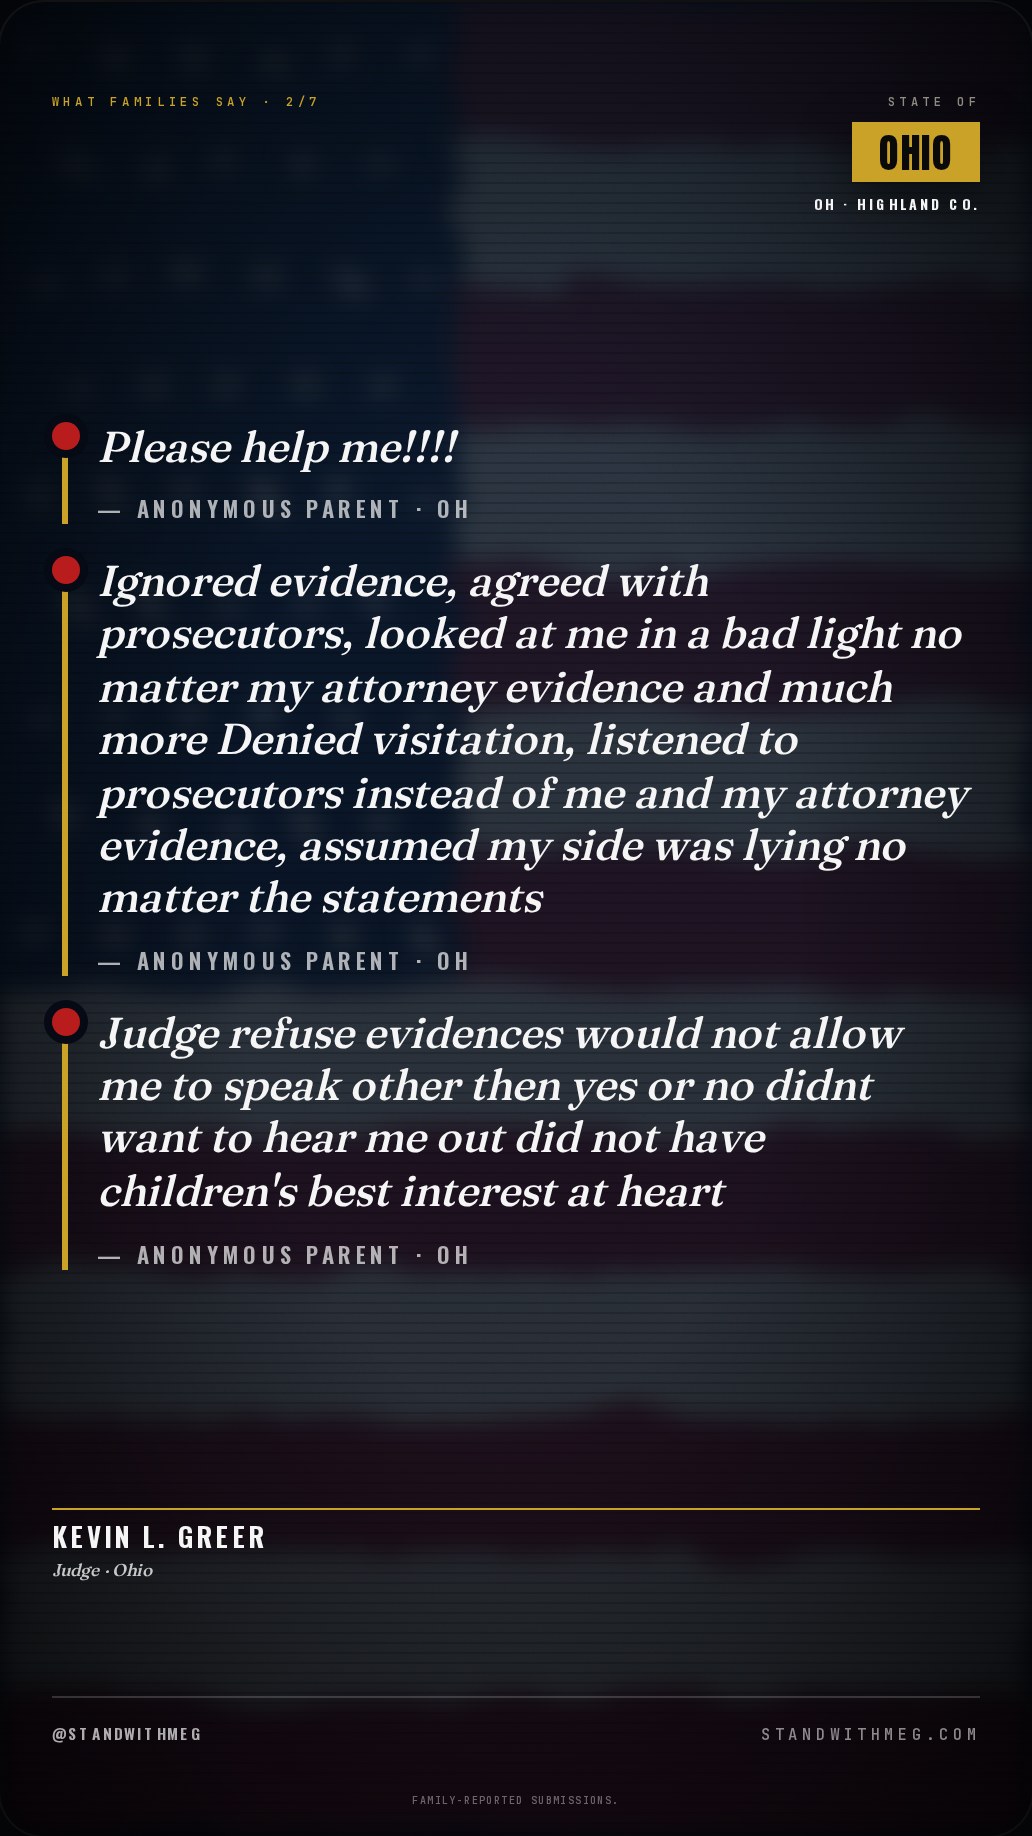 WHAT FAMILIES SAY · 2/7
STATE OF
OHIO
OH · HIGHLAND CO.
Please help me!!!!
— ANONYMOUS PARENT · OH
Ignored evidence, agreed with
prosecutors, looked at me in a bad light no
matter my attorney evidence and much
more Denied visitation, listened to
prosecutors instead of me and my attorney
evidence, assumed my side was lying no
matter the statements
— ANONYMOUS PARENT · OH
Judge refuse evidences would not allow
me to speak other then yes or no didnt
want to hear me out did not have
children's best interest at heart
— ANONYMOUS PARENT · OH
KEVIN L. GREER
Judge · Ohio
@STANDWITHMEG
STANDWITHMEG.COM
FAMILY-REPORTED SUBMISSIONS.